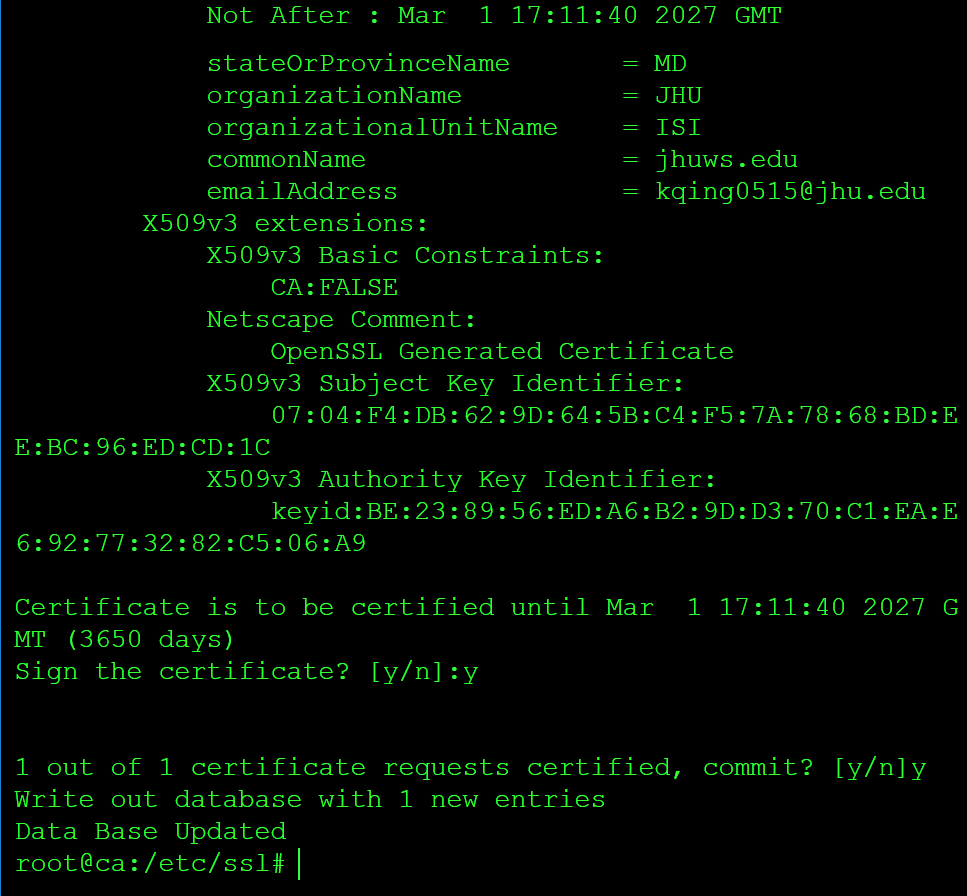 Not After : Mar  1 17:11:40 2027 GMT
stateOrProvinceName       = MD
organizationName          = JHU
organizationalUnitName    = ISI
commonName                = jhuws.edu
emailAddress              = kqing0515@jhu.edu
X509v3 extensions:
X509v3 Basic Constraints:
CA:FALSE
Netscape Comment:
OpenSSL Generated Certificate
X509v3 Subject Key Identifier:
07:04:F4:DB:62:9D:64:5B:C4:F5:7A:78:68:BD:E
E:BC:96:ED:CD:1C
X509v3 Authority Key Identifier:
keyid:BE:23:89:56:ED:A6:B2:9D:D3:70:C1:EA:E
6:92:77:32:82:C5:06:A9
Certificate is to be certified until Mar  1 17:11:40 2027 G
MT (3650 days)
Sign the certificate? [y/n]:y
1 out of 1 certificate requests certified, commit? [y/n]y
Write out database with 1 new entries
Data Base Updated
root@ca:/etc/ssl#